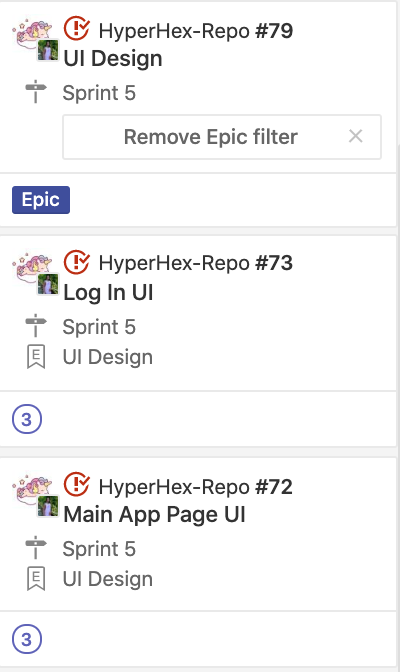 HyperHex-Repo #79
UI Design
Sprint 5
Remove Epic filter
Epic
HyperHex-Repo #73
Log In UI
Sprint 5
E UI Design
3
HyperHex-Repo #72
Main App Page UI
Sprint 5
E UI Design
3